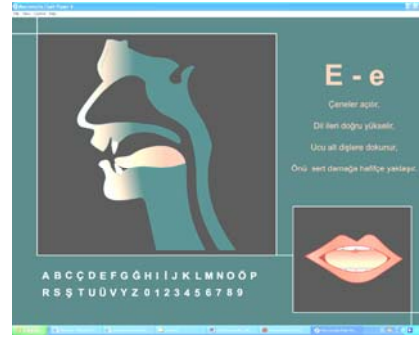 E - e
Çeneler açılır,
Dil ileri doğru yükselir,
Ucu alt dişlere dokunur,
Önü sert damağa hafifçe yaklaşır.
A B C Ç D E F G Ğ H I İ J K L M N O Ö P
R S Ş T U Ü V Y Z 0 1 2 3 4 5 6 7 8 9